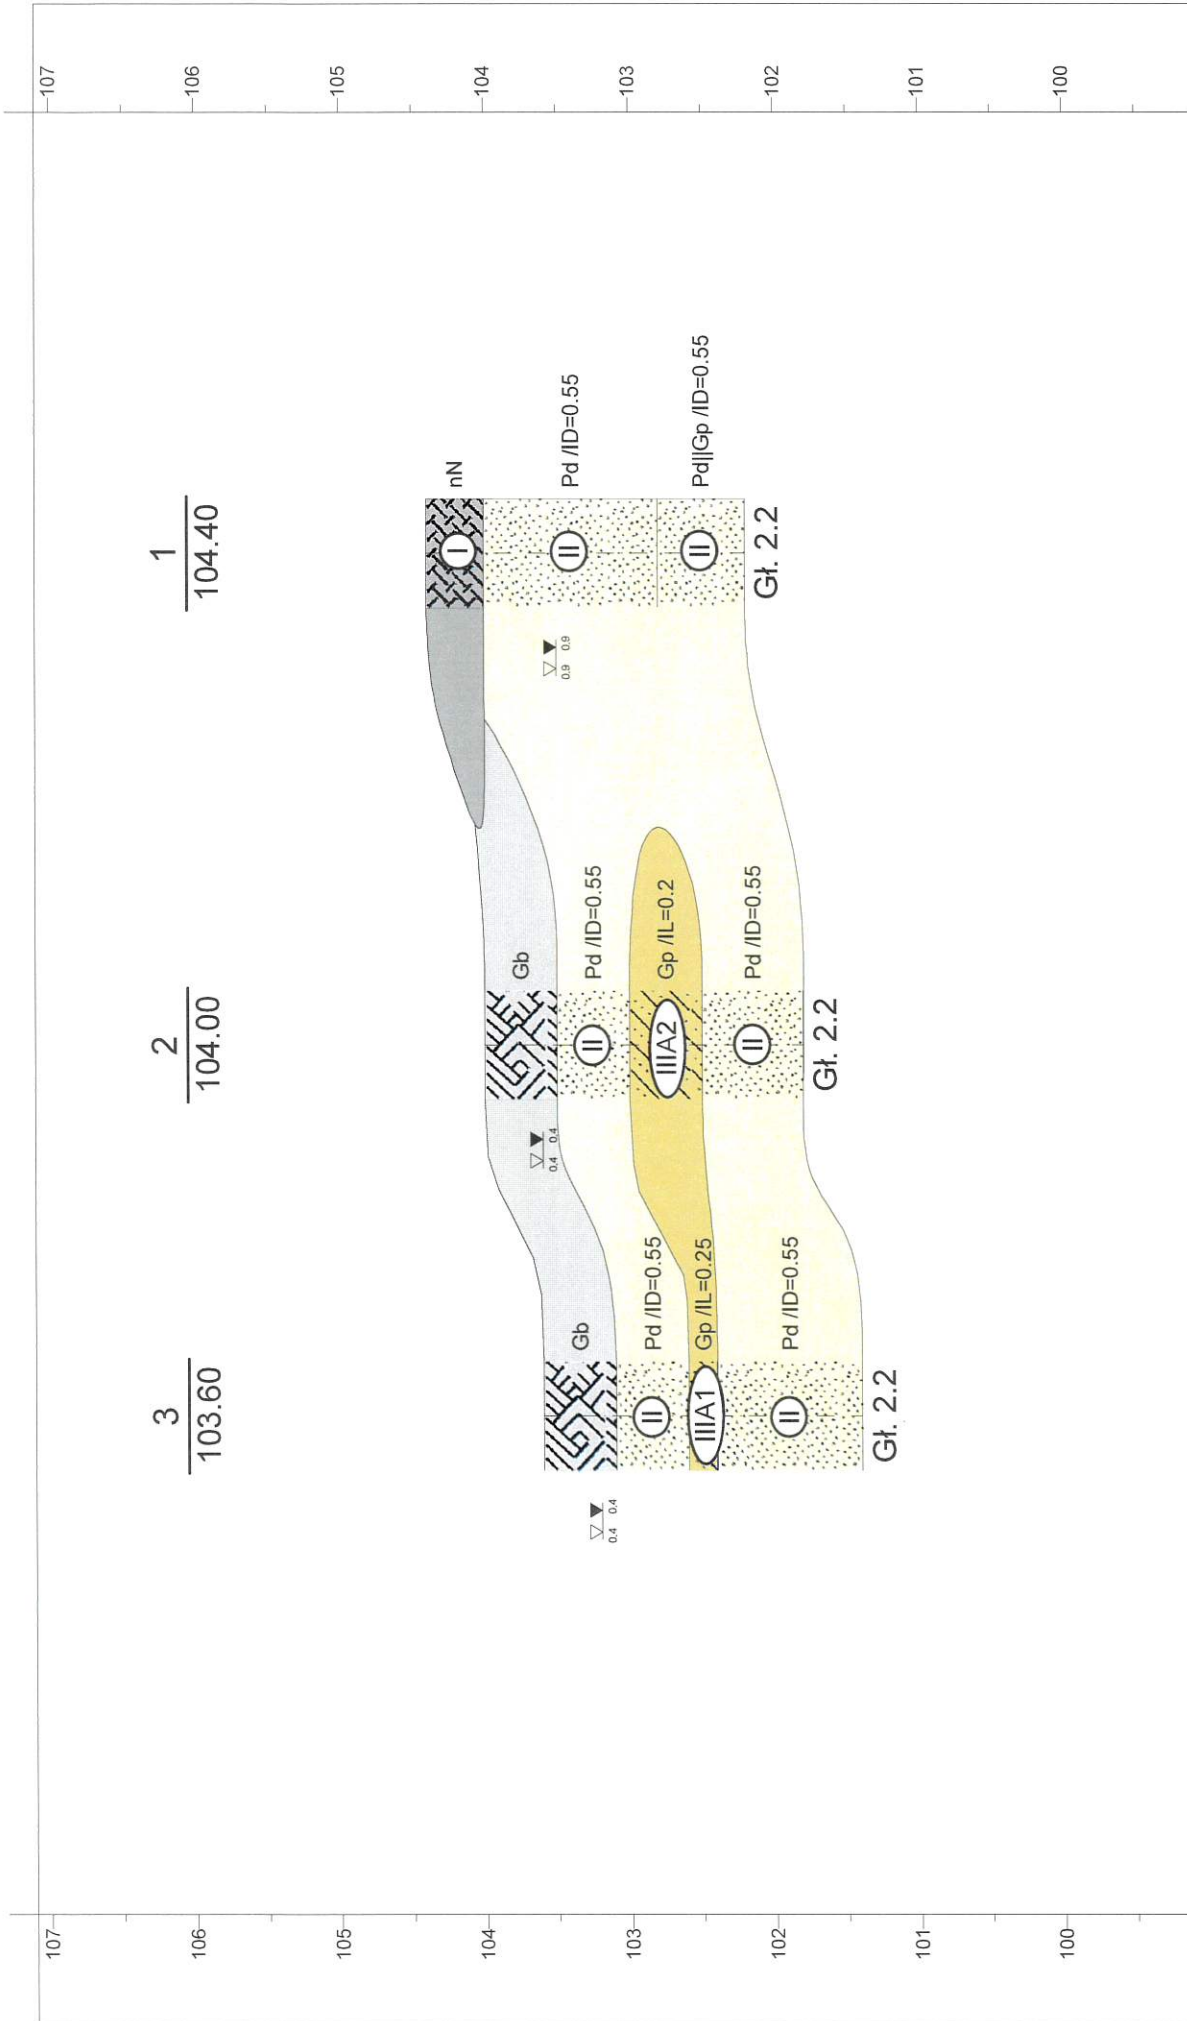 3
103.60
2
104.00
1
104.40
107
106
105
104
103
102
101
100
107
106
105
104
103
102
101
100
0.4 0.4
Gb
II
Pd /ID=0.55
IIIA1
Gp /IL=0.25
II
Pd /ID=0.55
Gł. 2.2
0.4 0.4
Gb
II
Pd /ID=0.55
IIIA2
Gp /IL=0.2
II
Pd /ID=0.55
Gł. 2.2
0.9 0.9
I
nN
II
Pd /ID=0.55
II
Pd||Gp /ID=0.55
Gł. 2.2